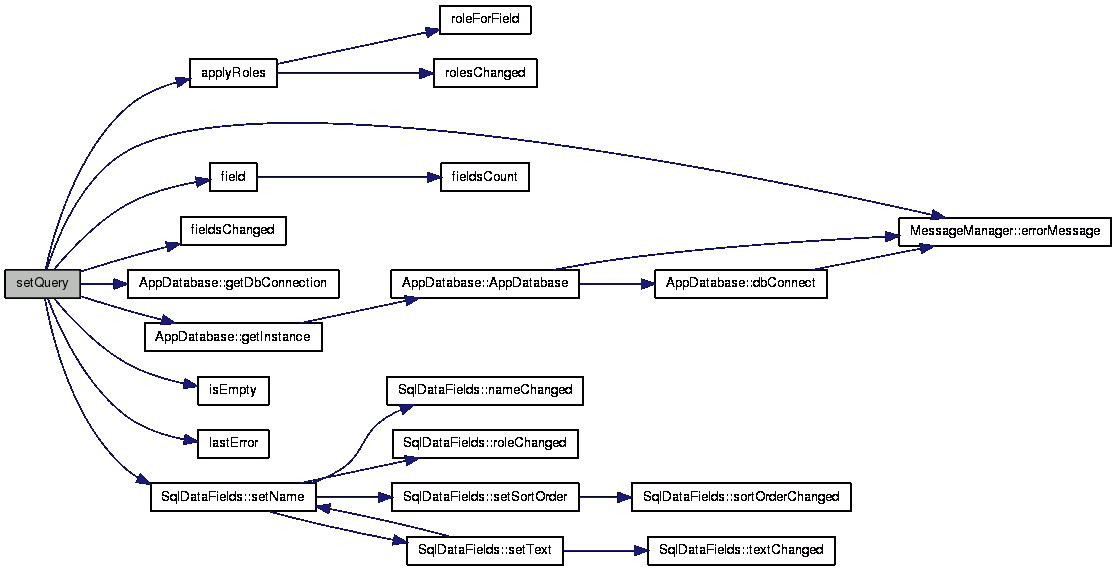 roleForField
applyRoles
rolesChanged
field
fieldsCount
fieldsChanged
MessageManager::errorMessage
setQuery
AppDatabase::getDbConnection
AppDatabase::AppDatabase
AppDatabase::dbConnect
AppDatabase::getInstance
isEmpty
SqlDataFields::nameChanged
lastError
SqlDataFields::roleChanged
SqlDataFields::setName
SqlDataFields::setSortOrder
SqlDataFields::sortOrderChanged
SqlDataFields::setText
SqlDataFields::textChanged